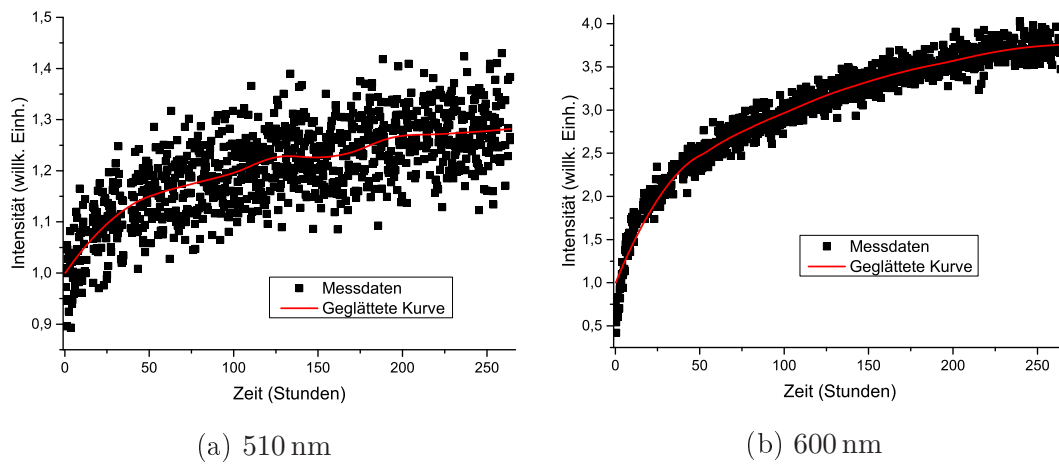 1,5
1,4
1,3
1,2
1,1
1,0
0,9
Intensität (willk. Einh.)
Messdaten
Geglättete Kurve
0 50 100 150 200 250
Zeit (Stunden)
(a) 510 nm
4,0
3,5
3,0
2,5
2,0
1,5
1,0
0,5
Intensität (willk. Einh.)
Messdaten
Geglättete Kurve
0 50 100 150 200 250
Zeit (Stunden)
(b) 600 nm